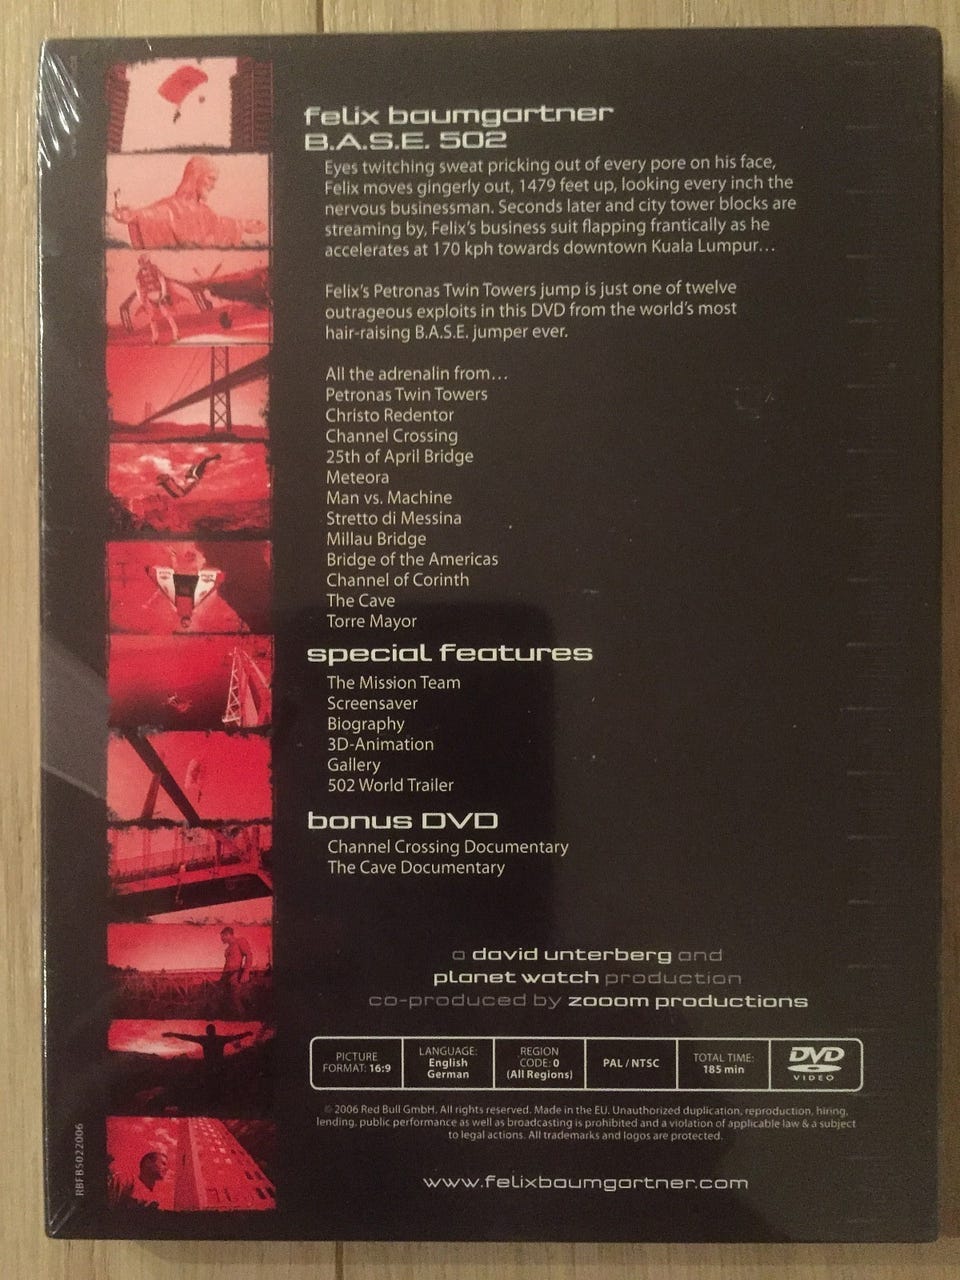 felix baumgartner
B.A.S.E. 502
Eyes twitching sweat pricking out of every pore on his face,
Felix moves gingerly out, 1479 feet up, looking every inch the
nervous businessman. Seconds later and city tower blocks are
streaming by, Felix's business suit flapping frantically as he
accelerates at 170 kph towards downtown Kuala Lumpur...
Felix's Petronas Twin Towers jump is just one of twelve
outrageous exploits in this DVD from the world's most
hair-raising B.A.S.E. jumper ever.
All the adrenalin from...
Petronas Twin Towers
Christo Redentor
Channel Crossing
25th of April Bridge
Meteora
Man vs. Machine
Stretto di Messina
Millau Bridge
Bridge of the Americas
Channel of Corinth
The Cave
Torre Mayor
special features
The Mission Team
Screensaver
Biography
3D-Animation
Gallery
502 World Trailer
bonus DVD
Channel Crossing Documentary
The Cave Documentary
a david unterberg and
planet watch production
co-produced by zooom productions
PICTURE
FORMAT: 16:9
LANGUAGE:
English
German
REGION
CODE: 0
(All Regions)
PAL / NTSC
TOTAL TIME:
185 min
DVD
VIDEO
© 2006 Red Bull GmbH, All rights reserved. Made in the EU. Unauthorized duplication, reproduction, hiring,
lending, public performance as well as broadcasting is prohibited and a violation of applicable law & a subject
to legal actions. All trademarks and logos are protected.
www.felixbaumgartner.com
RBFB5022006